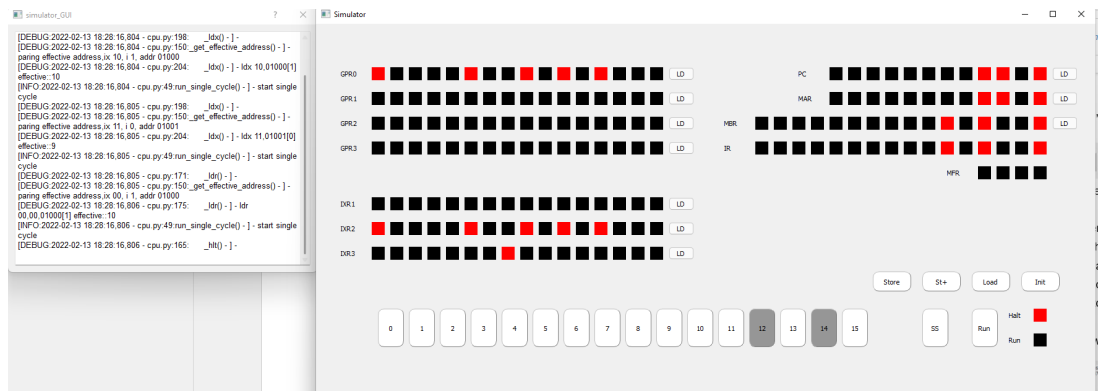 simulator_GUI ? ×
[DEBUG:2022-02-13 18:28:16,804 - cpu.py:198: _ldx() - ] -
[DEBUG:2022-02-13 18:28:16,804 - cpu.py:150:_get_effective_address() - ] -
paring effective address,ix 10, i 1, addr 01000
[DEBUG:2022-02-13 18:28:16,804 - cpu.py:204: _ldx() - ] - ldx 10,01000[1]
effective::10
[INFO:2022-02-13 18:28:16,804 - cpu.py:49:run_single_cycle() - ] - start single
cycle
[DEBUG:2022-02-13 18:28:16,805 - cpu.py:198: _ldx() - ] -
[DEBUG:2022-02-13 18:28:16,805 - cpu.py:150:_get_effective_address() - ] -
paring effective address,ix 11, i 0, addr 01001
[DEBUG:2022-02-13 18:28:16,805 - cpu.py:204: _ldx() - ] - ldx 11,01001[0]
effective::9
[INFO:2022-02-13 18:28:16,805 - cpu.py:49:run_single_cycle() - ] - start single
cycle
[DEBUG:2022-02-13 18:28:16,805 - cpu.py:171: _ldr() - ] -
[DEBUG:2022-02-13 18:28:16,805 - cpu.py:150:_get_effective_address() - ] -
paring effective address,ix 00, i 1, addr 01000
[DEBUG:2022-02-13 18:28:16,806 - cpu.py:175: _ldr() - ] - ldr
00,00,01000[1] effective::10
[INFO:2022-02-13 18:28:16,806 - cpu.py:49:run_single_cycle() - ] - start single
cycle
[DEBUG:2022-02-13 18:28:16,806 - cpu.py:165: _hlt() - ] -
Simulator
GPR0 LD PC LD
GPR1 LD MAR LD
GPR2 LD MBR LD
GPR3 LD IR
MFR
IXR1 LD
IXR2 LD
IXR3 LD
Store St+ Load Init
0 1 2 3 4 5 6 7 8 9 10 11 12 13 14 15 SS Run
Halt
Run